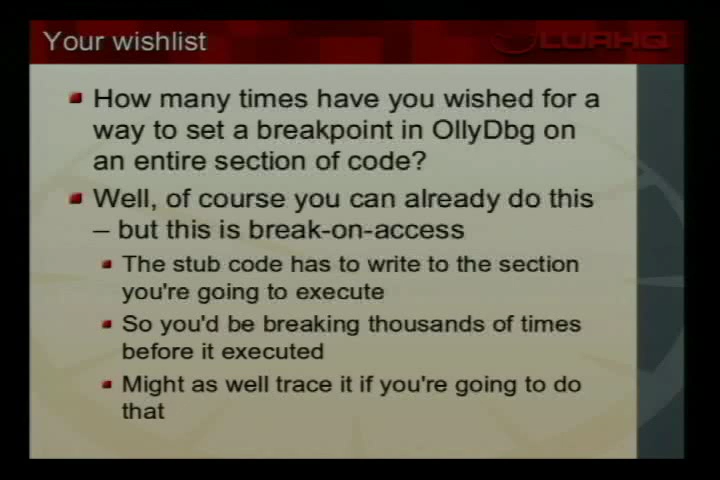 Your wishlist
LURHQ
How many times have you wished for a
way to set a breakpoint in OllyDbg on
an entire section of code?
Well, of course you can already do this
– but this is break-on-access
The stub code has to write to the section
you're going to execute
So you'd be breaking thousands of times
before it executed
Might as well trace it if you're going to do
that